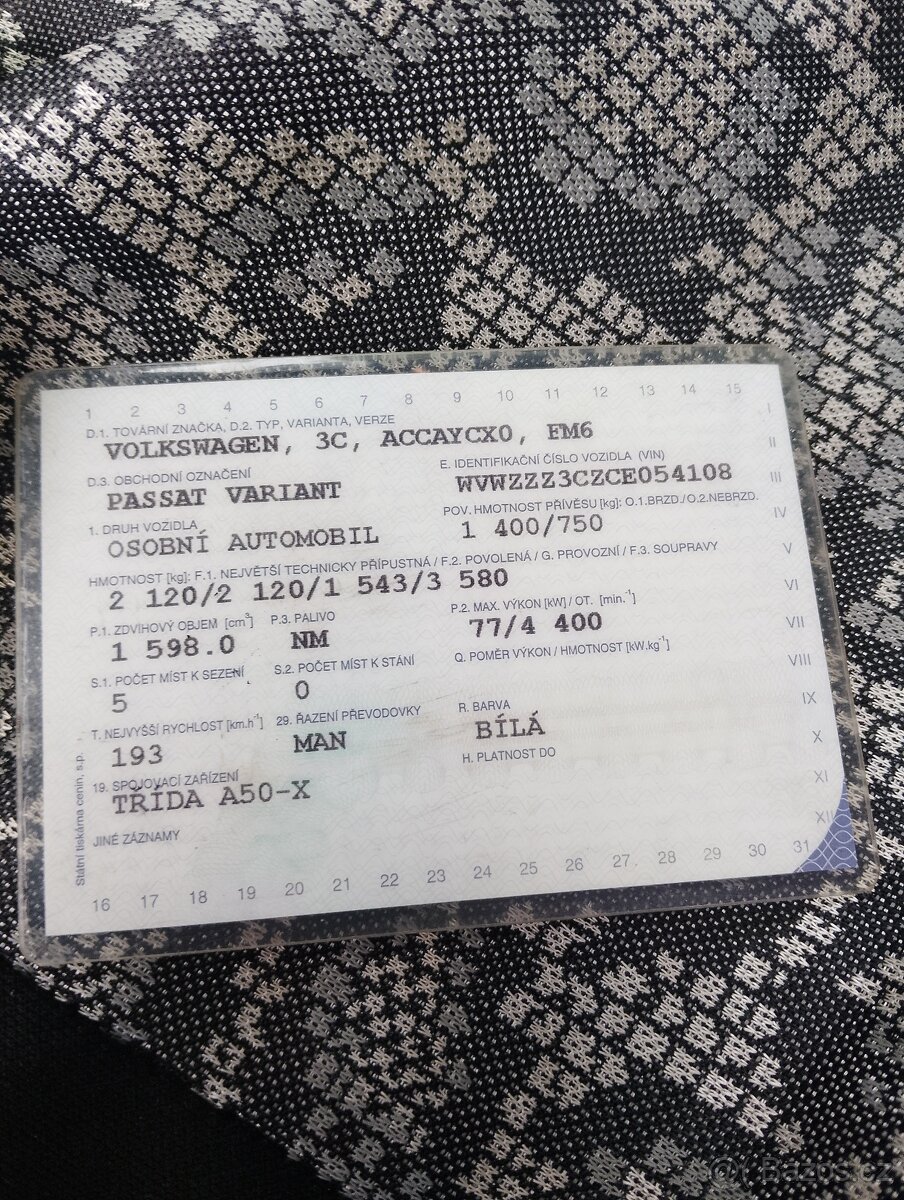 1 2 3 4 5 6 7 8 9 10 11 12 13 14 15
I
D.1. TOVÁRNÍ ZNAČKA, D.2. TYP, VARIANTA, VERZE
VOLKSWAGEN, 3C, ACCAYCX0, FM6
II
D.3. OBCHODNÍ OZNAČENÍ
PASSAT VARIANT
E. IDENTIFIKAČNÍ ČÍSLO VOZIDLA (VIN)
WVWZZZ3CZCE054108
III
1. DRUH VOZIDLA
OSOBNÍ AUTOMOBIL
POV. HMOTNOST PŘÍVĚSU [kg]: O.1.BRZD./O.2.NEBRZD.
1 400/750
IV
HMOTNOST [kg]: F.1. NEJVĚTŠÍ TECHNICKY PŘÍPUSTNÁ / F.2. POVOLENÁ / G. PROVOZNÍ / F.3. SOUPRAVY
2 120/2 120/1 543/3 580
V
VI
P.1. ZDVIHOVÝ OBJEM [cm³]
1 598.0
P.3. PALIVO
NM
P.2. MAX. VÝKON [kW] / OT. [min.⁻¹]
77/4 400
VII
S.1. POČET MÍST K SEZENÍ
5
S.2. POČET MÍST K STÁNÍ
0
Q. POMĚR VÝKON / HMOTNOST [kW.kg⁻¹]
VIII
T. NEJVYŠŠÍ RYCHLOST [km.h⁻¹]
193
29. ŘAZENÍ PŘEVODOVKY
MAN
R. BARVA
BÍLÁ
IX
H. PLATNOST DO
X
19. SPOJOVACÍ ZAŘÍZENÍ
TŘÍDA A50-X
XI
JINÉ ZÁZNAMY
XII
Státní tiskárna cenin, s.p.
16 17 18 19 20 21 22 23 24 25 26 27 28 29 30 31
Bazos.cz